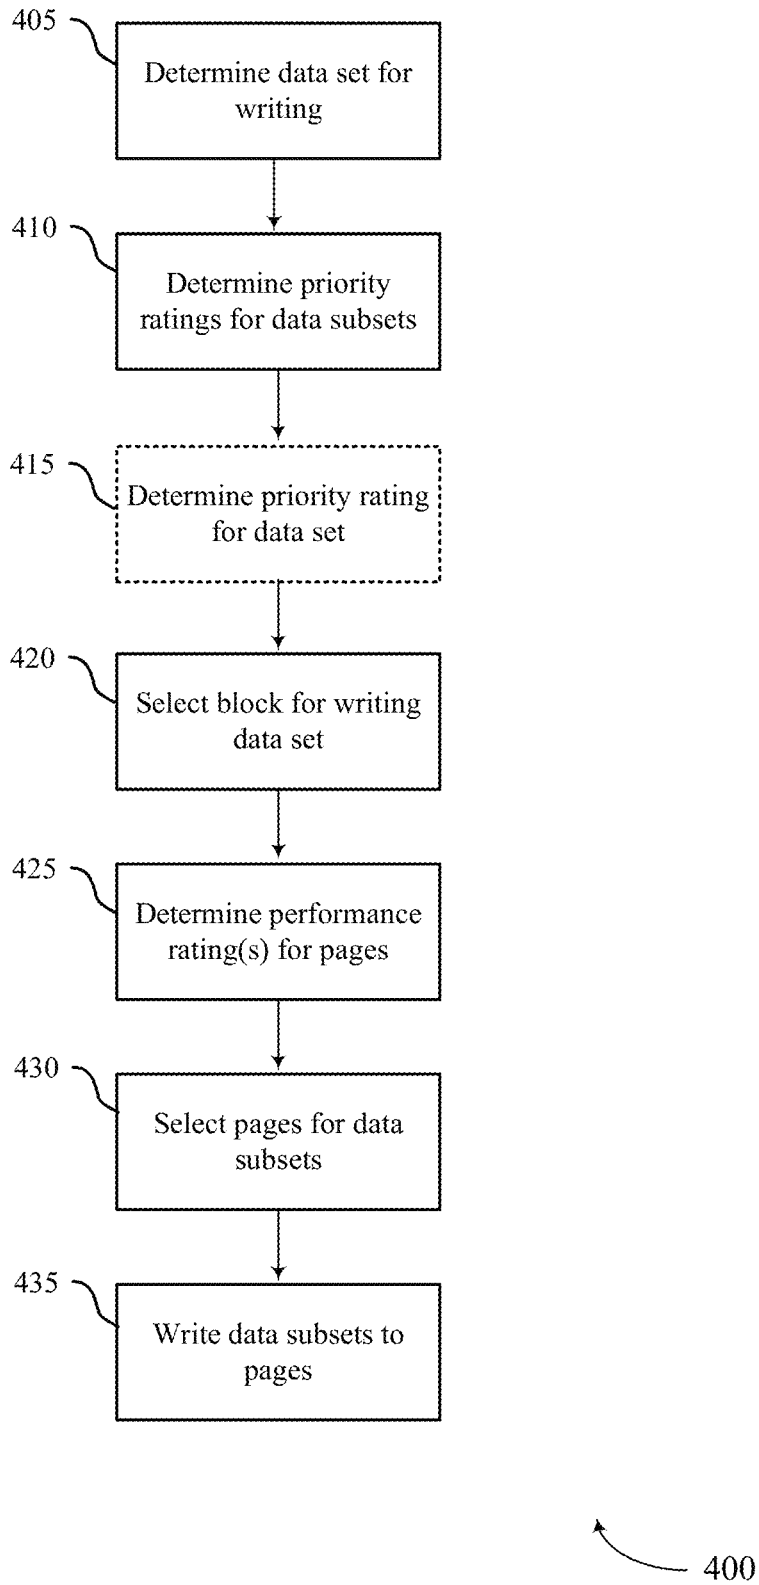 405
Determine data set for
writing
410
Determine priority
ratings for data subsets
415
Determine priority rating
for data set
420
Select block for writing
data set
425
Determine performance
rating(s) for pages
430
Select pages for data
subsets
435
Write data subsets to
pages
400